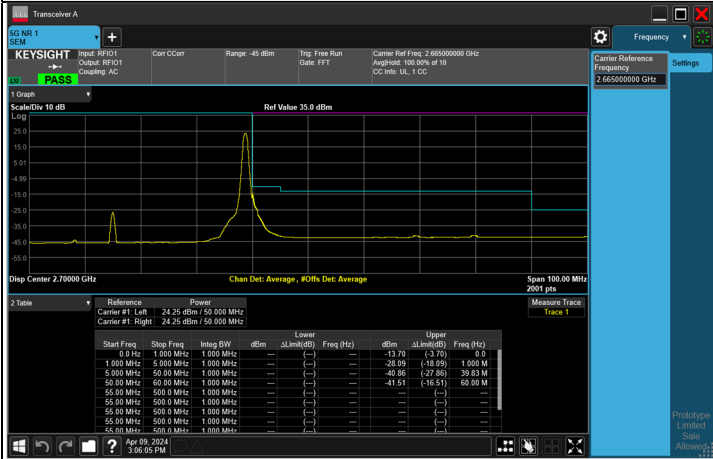 Transceiver A
5G NR 1
SEM
Frequency
KEYSIGHT Input: RFIO1 Corr CCorr Range: -45 dBm Trig: Free Run Carrier Ref Freq: 2.665000000 GHz
Output: RFIO1 Gate: FFT Avg|Hold: 100.00% of 10
Coupling: AC CC Info: UL, 1 CC
PASS
Carrier Reference
Frequency
2.665000000 GHz
Settings
1 Graph
Scale/Div 10 dB Ref Value 35.0 dBm
Log
25.0
15.0
5.01
-4.99
-15.0
-25.0
-35.0
-45.0
-55.0
Disp Center 2.70000 GHz Chan Det: Average , #Offs Det: Average Span 100.00 MHz
2001 pts
2 Table
Reference Power
Carrier #1: Left 24.25 dBm / 50.000 MHz
Carrier #1: Right 24.25 dBm / 50.000 MHz
Measure Trace
Trace 1
Lower Upper
Start Freq Stop Freq Integ BW dBm ΔLimit(dB) Freq (Hz) dBm ΔLimit(dB) Freq (Hz)
0.0 Hz 1.000 MHz 1.000 MHz --- (---) --- -13.70 (-3.70) 0.0
1.000 MHz 5.000 MHz 1.000 MHz --- (---) --- -28.09 (-18.09) 1.000 M
5.000 MHz 50.00 MHz 1.000 MHz --- (---) --- -40.86 (-27.86) 39.83 M
50.00 MHz 60.00 MHz 1.000 MHz --- (---) --- -41.51 (-16.51) 60.00 M
55.00 MHz 500.0 MHz 1.000 MHz --- (---) --- --- (---) ---
55.00 MHz 500.0 MHz 1.000 MHz --- (---) --- --- (---) ---
55.00 MHz 500.0 MHz 1.000 MHz --- (---) --- --- (---) ---
55.00 MHz 500.0 MHz 1.000 MHz --- (---) --- --- (---) ---
55.00 MHz 500.0 MHz 1.000 MHz --- (---) --- --- (---) ---
Apr 09, 2024
3:06:05 PM
Prototype
Limited
Sale
Allowed